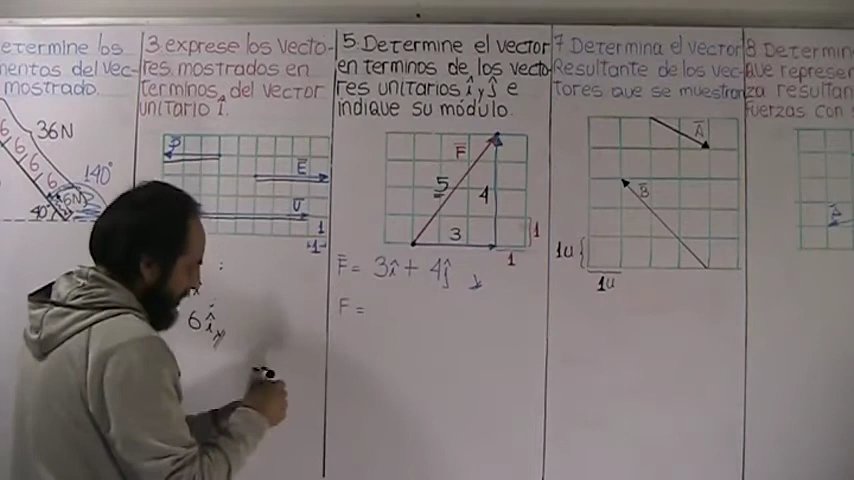 etermine los
mentos del vec-
mostrado.
36N
6
6
6
6
140°
40°
3. exprese los vecto-
res mostrados en
terminos del vector
unitario î.
E
U
1
1
6î
5. Determine el vector
en terminos de los vecto-
res unitarios î y ĵ e
indique su módulo.
F
5
4
3
1
1
F̄ = 3î + 4ĵ
F =
7 Determina el vector
Resultante de los vec-
tores que se muestran
A
B
1u
1u
8 Determin
que represen
za resultan
fuerzas con